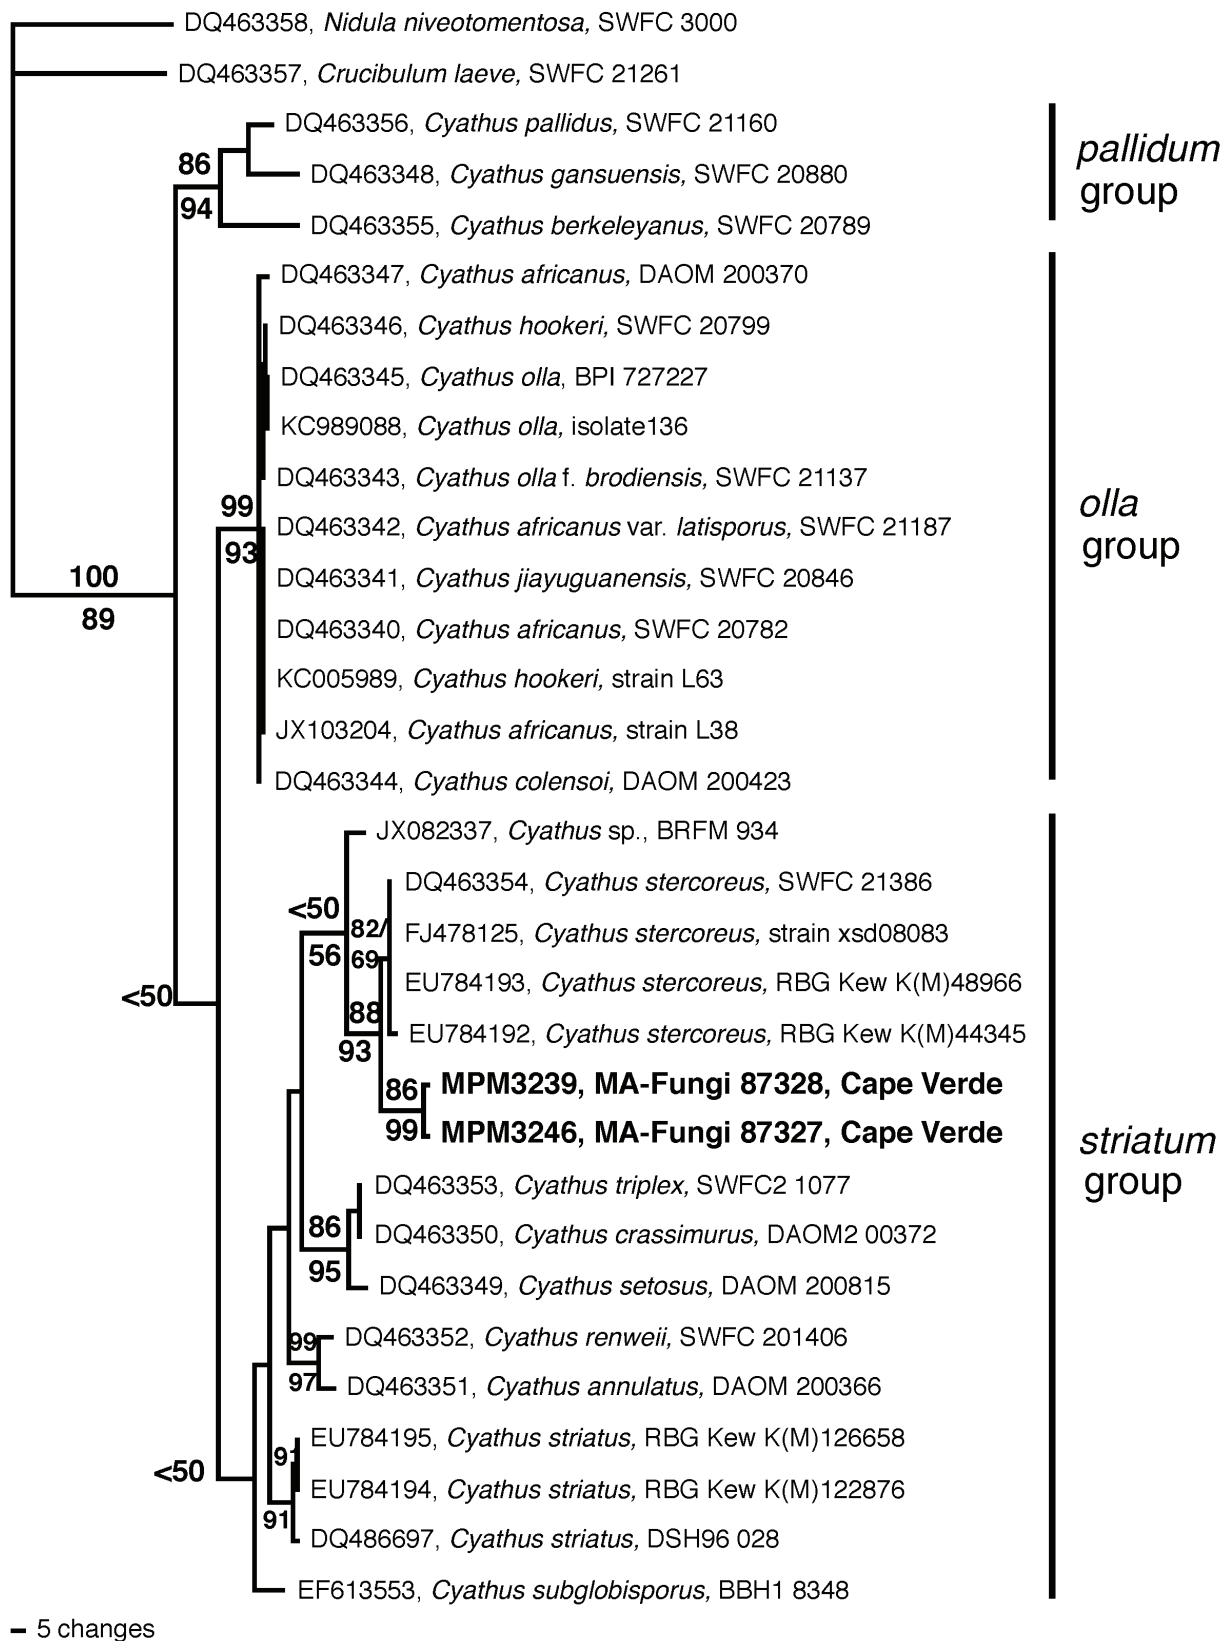 DQ463358, Nidula niveotomentosa, SWFC 3000
DQ463357, Crucibulum laeve, SWFC 21261
DQ463356, Cyathus pallidus, SWFC 21160
86
DQ463348, Cyathus gansuensis, SWFC 20880
94
DQ463355, Cyathus berkeleyanus, SWFC 20789
pallidum
group
DQ463347, Cyathus africanus, DAOM 200370
DQ463346, Cyathus hookeri, SWFC 20799
DQ463345, Cyathus olla, BPI 727227
KC989088, Cyathus olla, isolate136
DQ463343, Cyathus olla f. brodiensis, SWFC 21137
99
DQ463342, Cyathus africanus var. latisporus, SWFC 21187
93
DQ463341, Cyathus jiayuguanensis, SWFC 20846
100
89
DQ463340, Cyathus africanus, SWFC 20782
KC005989, Cyathus hookeri, strain L63
JX103204, Cyathus africanus, strain L38
DQ463344, Cyathus colensoi, DAOM 200423
olla
group
JX082337, Cyathus sp., BRFM 934
DQ463354, Cyathus stercoreus, SWFC 21386
<50
82/
FJ478125, Cyathus stercoreus, strain xsd08083
56
69
EU784193, Cyathus stercoreus, RBG Kew K(M)48966
<50
88
EU784192, Cyathus stercoreus, RBG Kew K(M)44345
93
86
MPM3239, MA-Fungi 87328, Cape Verde
99
MPM3246, MA-Fungi 87327, Cape Verde
DQ463353, Cyathus triplex, SWFC2 1077
86
DQ463350, Cyathus crassimurus, DAOM2 00372
95
DQ463349, Cyathus setosus, DAOM 200815
99
DQ463352, Cyathus renweii, SWFC 201406
97
DQ463351, Cyathus annulatus, DAOM 200366
EU784195, Cyathus striatus, RBG Kew K(M)126658
91
<50
EU784194, Cyathus striatus, RBG Kew K(M)122876
91
DQ486697, Cyathus striatus, DSH96 028
EF613553, Cyathus subglobisporus, BBH1 8348
striatum
group
5 changes